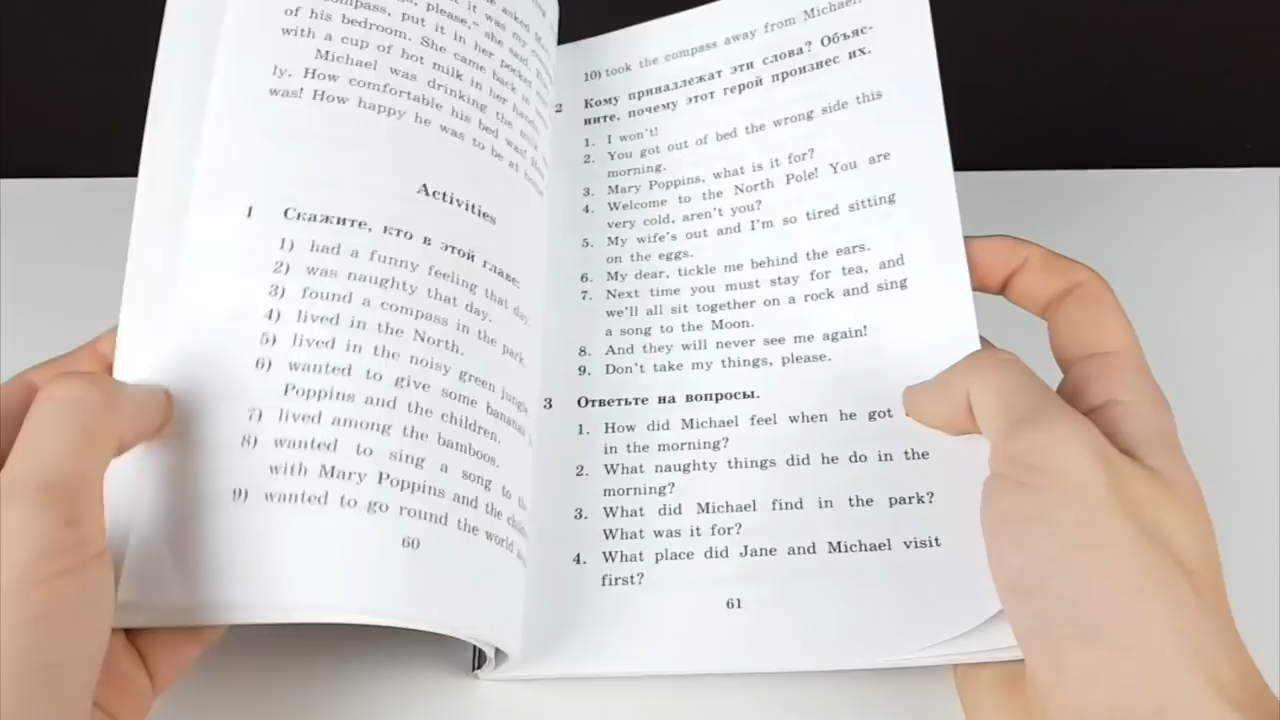 asked
it was my
please," she said.
compass, put it in her pocket
of his bedroom. She came back in
with a cup of hot milk in her hands.
Michael was drinking the milk
ly. How comfortable his bed was!
was! How happy he was to be at home!
Activities
1 Скажите, кто в этой главе:
1) had a funny feeling that day.
2) was naughty that day.
3) found a compass in the park.
4) lived in the North.
5) lived in the noisy green jungle.
6) wanted to give some bananas
Poppins and the children.
7) lived among the bamboos.
8) wanted to sing a song to the
with Mary Poppins and the
9) wanted to go round the world
60
10) took the compass away from Michael.
2 Кому принадлежат эти слова? Объяс-
ните, почему этот герой произнес их.
1. I won't!
2. You got out of bed the wrong side this
morning.
3. Mary Poppins, what is it for?
4. Welcome to the North Pole! You are
very cold, aren't you?
5. My wife's out and I'm so tired sitting
on the eggs.
6. My dear, tickle me behind the ears.
7. Next time you must stay for tea, and
we'll all sit together on a rock and sing
a song to the Moon.
8. And they will never see me again!
9. Don't take my things, please.
3 Ответьте на вопросы.
1. How did Michael feel when he got
in the morning?
2. What naughty things did he do in the
morning?
3. What did Michael find in the park?
What was it for?
4. What place did Jane and Michael visit
first?
61